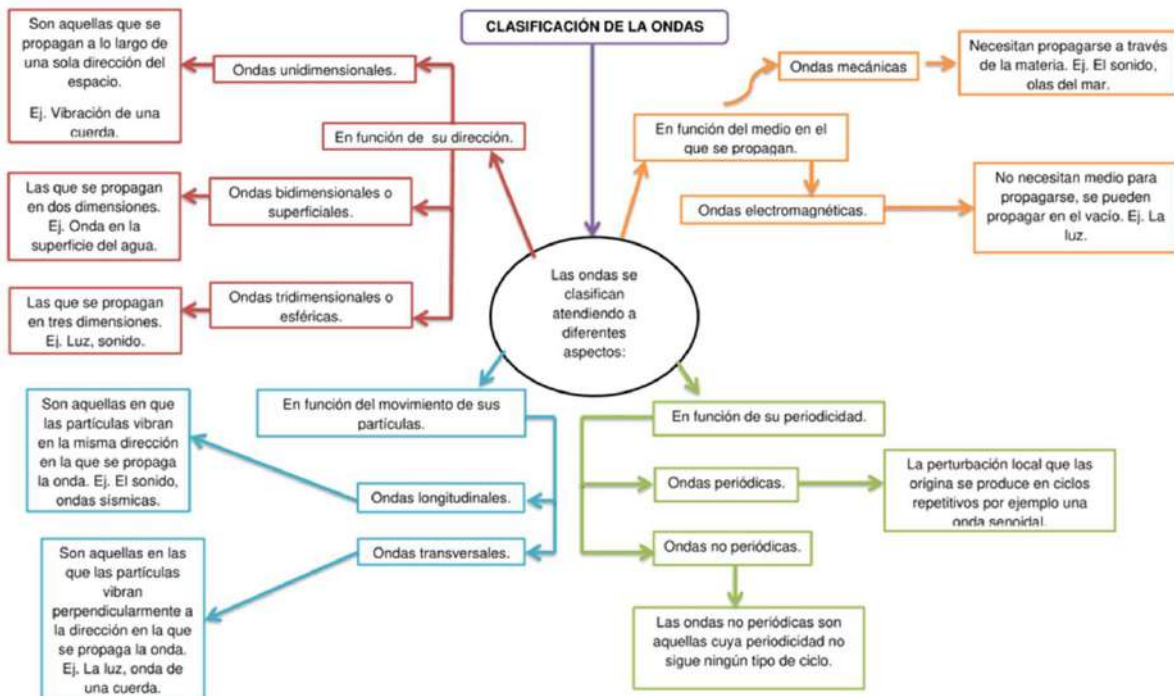 CLASIFICACIÓN DE LA ONDAS
Son aquellas que se
propagan a lo largo de
una sola dirección del
espacio.
Ej. Vibración de una
cuerda.
Ondas unidimensionales.
En función de su dirección.
Las que se propagan
en dos dimensiones.
Ej. Onda en la
superficie del agua.
Ondas bidimensionales o
superficiales.
Las que se propagan
en tres dimensiones.
Ej. Luz, sonido.
Ondas tridimensionales o
esféricas.
Ondas mecánicas
Necesitan propagarse a través
de la materia. Ej. El sonido,
olas del mar.
En función del medio en el
que se propagan.
Ondas electromagnéticas.
No necesitan medio para
propagarse, se pueden
propagar en el vacío. Ej. La
luz.
Las ondas se
clasifican
atendiendo a
diferentes
aspectos:
En función del movimiento de sus
partículas.
Son aquellas en que
las partículas vibran
en la misma dirección
en la que se propaga
la onda. Ej. El sonido,
ondas sísmicas.
Ondas longitudinales.
Ondas transversales.
Son aquellas en las
que las partículas
vibran
perpendicularmente a
la dirección en la que
se propaga la onda.
Ej. La luz, onda de
una cuerda.
En función de su periodicidad.
Ondas periódicas.
La perturbación local que las
origina se produce en ciclos
repetitivos por ejemplo una
onda senoidal.
Ondas no periódicas.
Las ondas no periódicas son
aquellas cuya periodicidad no
sigue ningún tipo de ciclo.